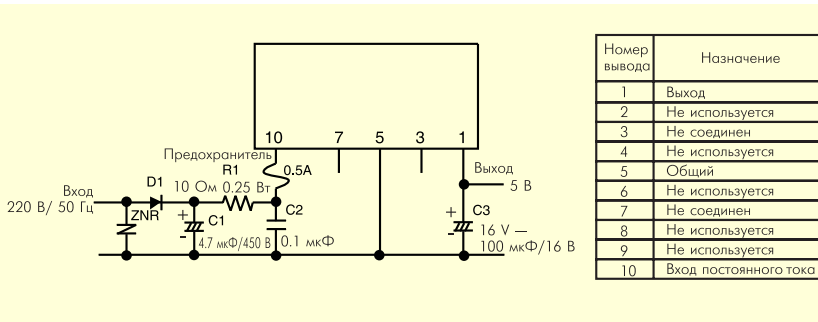 10 7 5 3 1
Предохранитель
0.5А
R1
Выход
D1
10 Ом 0.25 Вт
5 В
Вход
220 В/ 50 Гц
ZNR
+
C1
-
4.7 мкФ/450 В
C2
0.1 мкФ
+
C3
-
16 V —
100 мкФ/16 В
Номер вывода
Назначение
1 Выход
2 Не используется
3 Не соединен
4 Не используется
5 Общий
6 Не используется
7 Не соединен
8 Не используется
9 Не используется
10 Вход постоянного тока